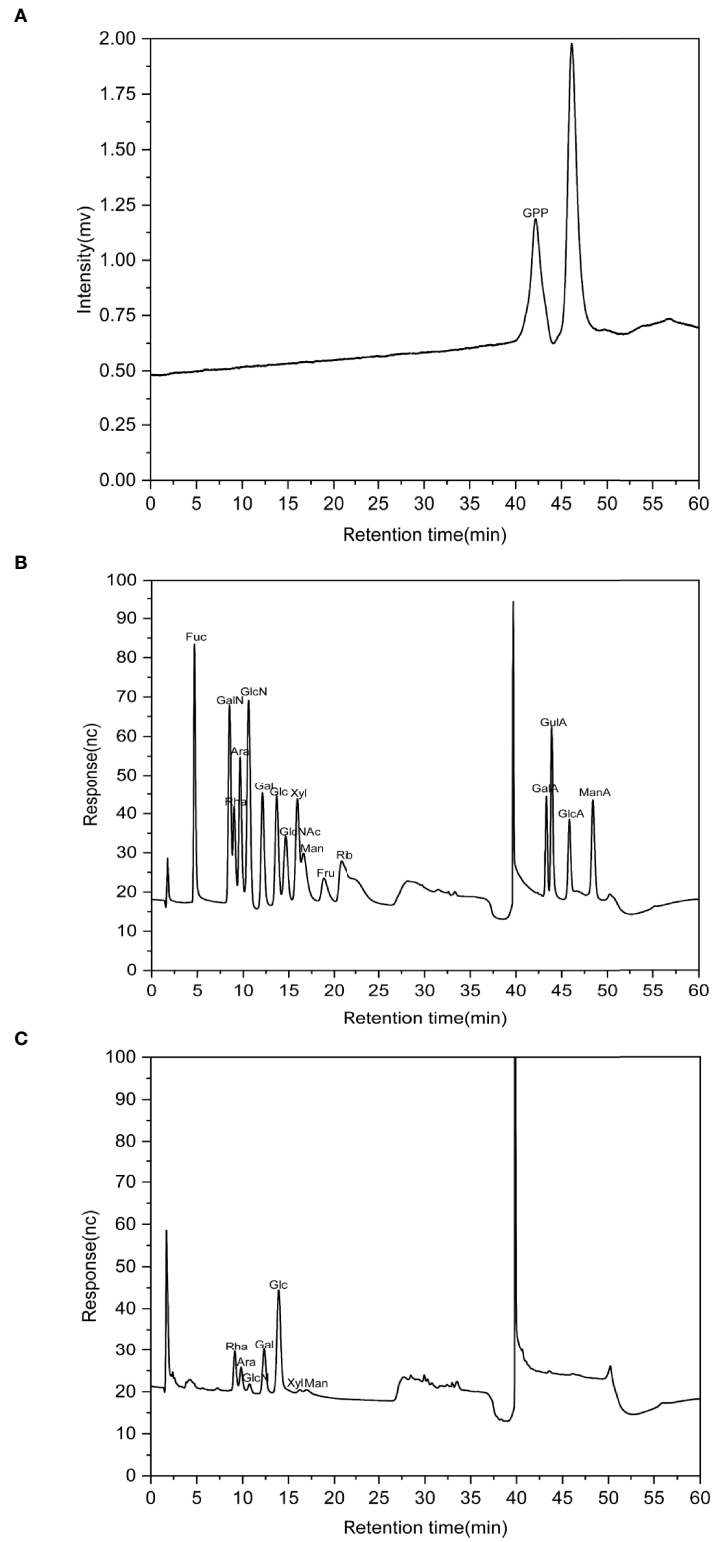 A
2.00
1.75
1.50
1.25
1.00
0.75
0.50
0.25
0.00
Intensity(mv)
GPP
0 5 10 15 20 25 30 35 40 45 50 55 60
Retention time(min)
B
100
90
80
70
60
50
40
30
20
10
0
Response(nc)
Fuc
GalN
GlcN
Rha
Ara
Gal
Glc
Xyl
GlcNAc
Man
Fru
Rib
GalA
GulA
GlcA
ManA
0 5 10 15 20 25 30 35 40 45 50 55 60
Retention time(min)
C
100
90
80
70
60
50
40
30
20
10
0
Response(nc)
Rha
Ara
GlcN
Gal
Glc
Xyl Man
0 5 10 15 20 25 30 35 40 45 50 55 60
Retention time(min)